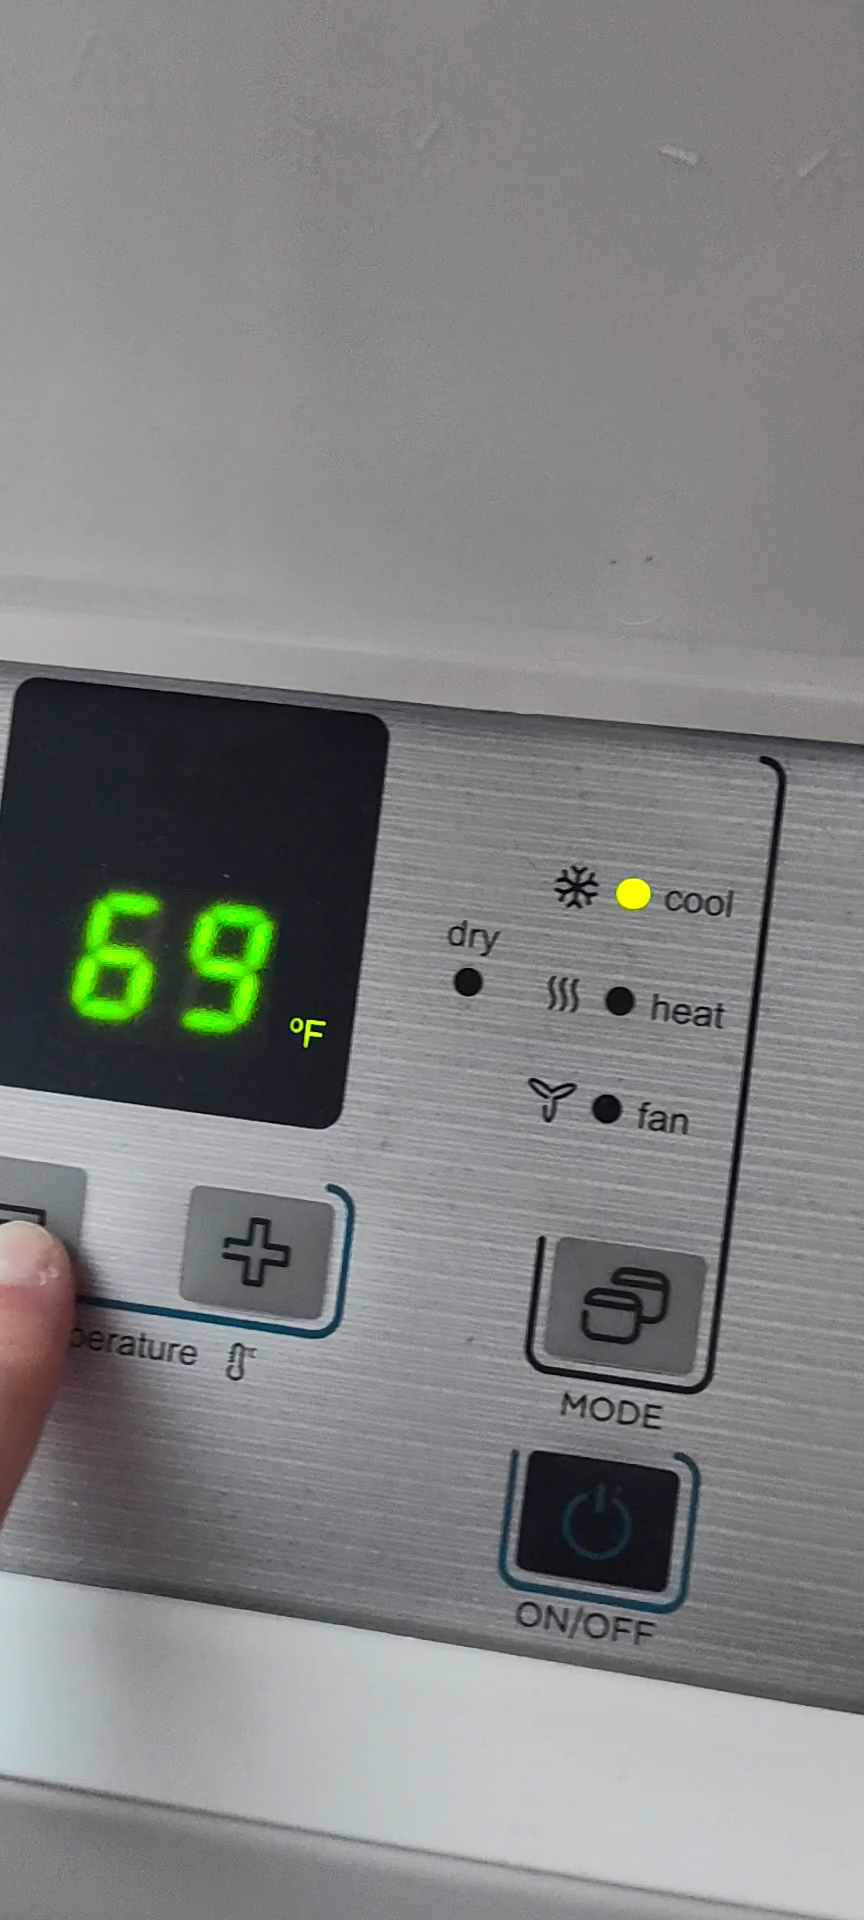 69 °F
cool
dry
heat
fan
perature
MODE
ON/OFF